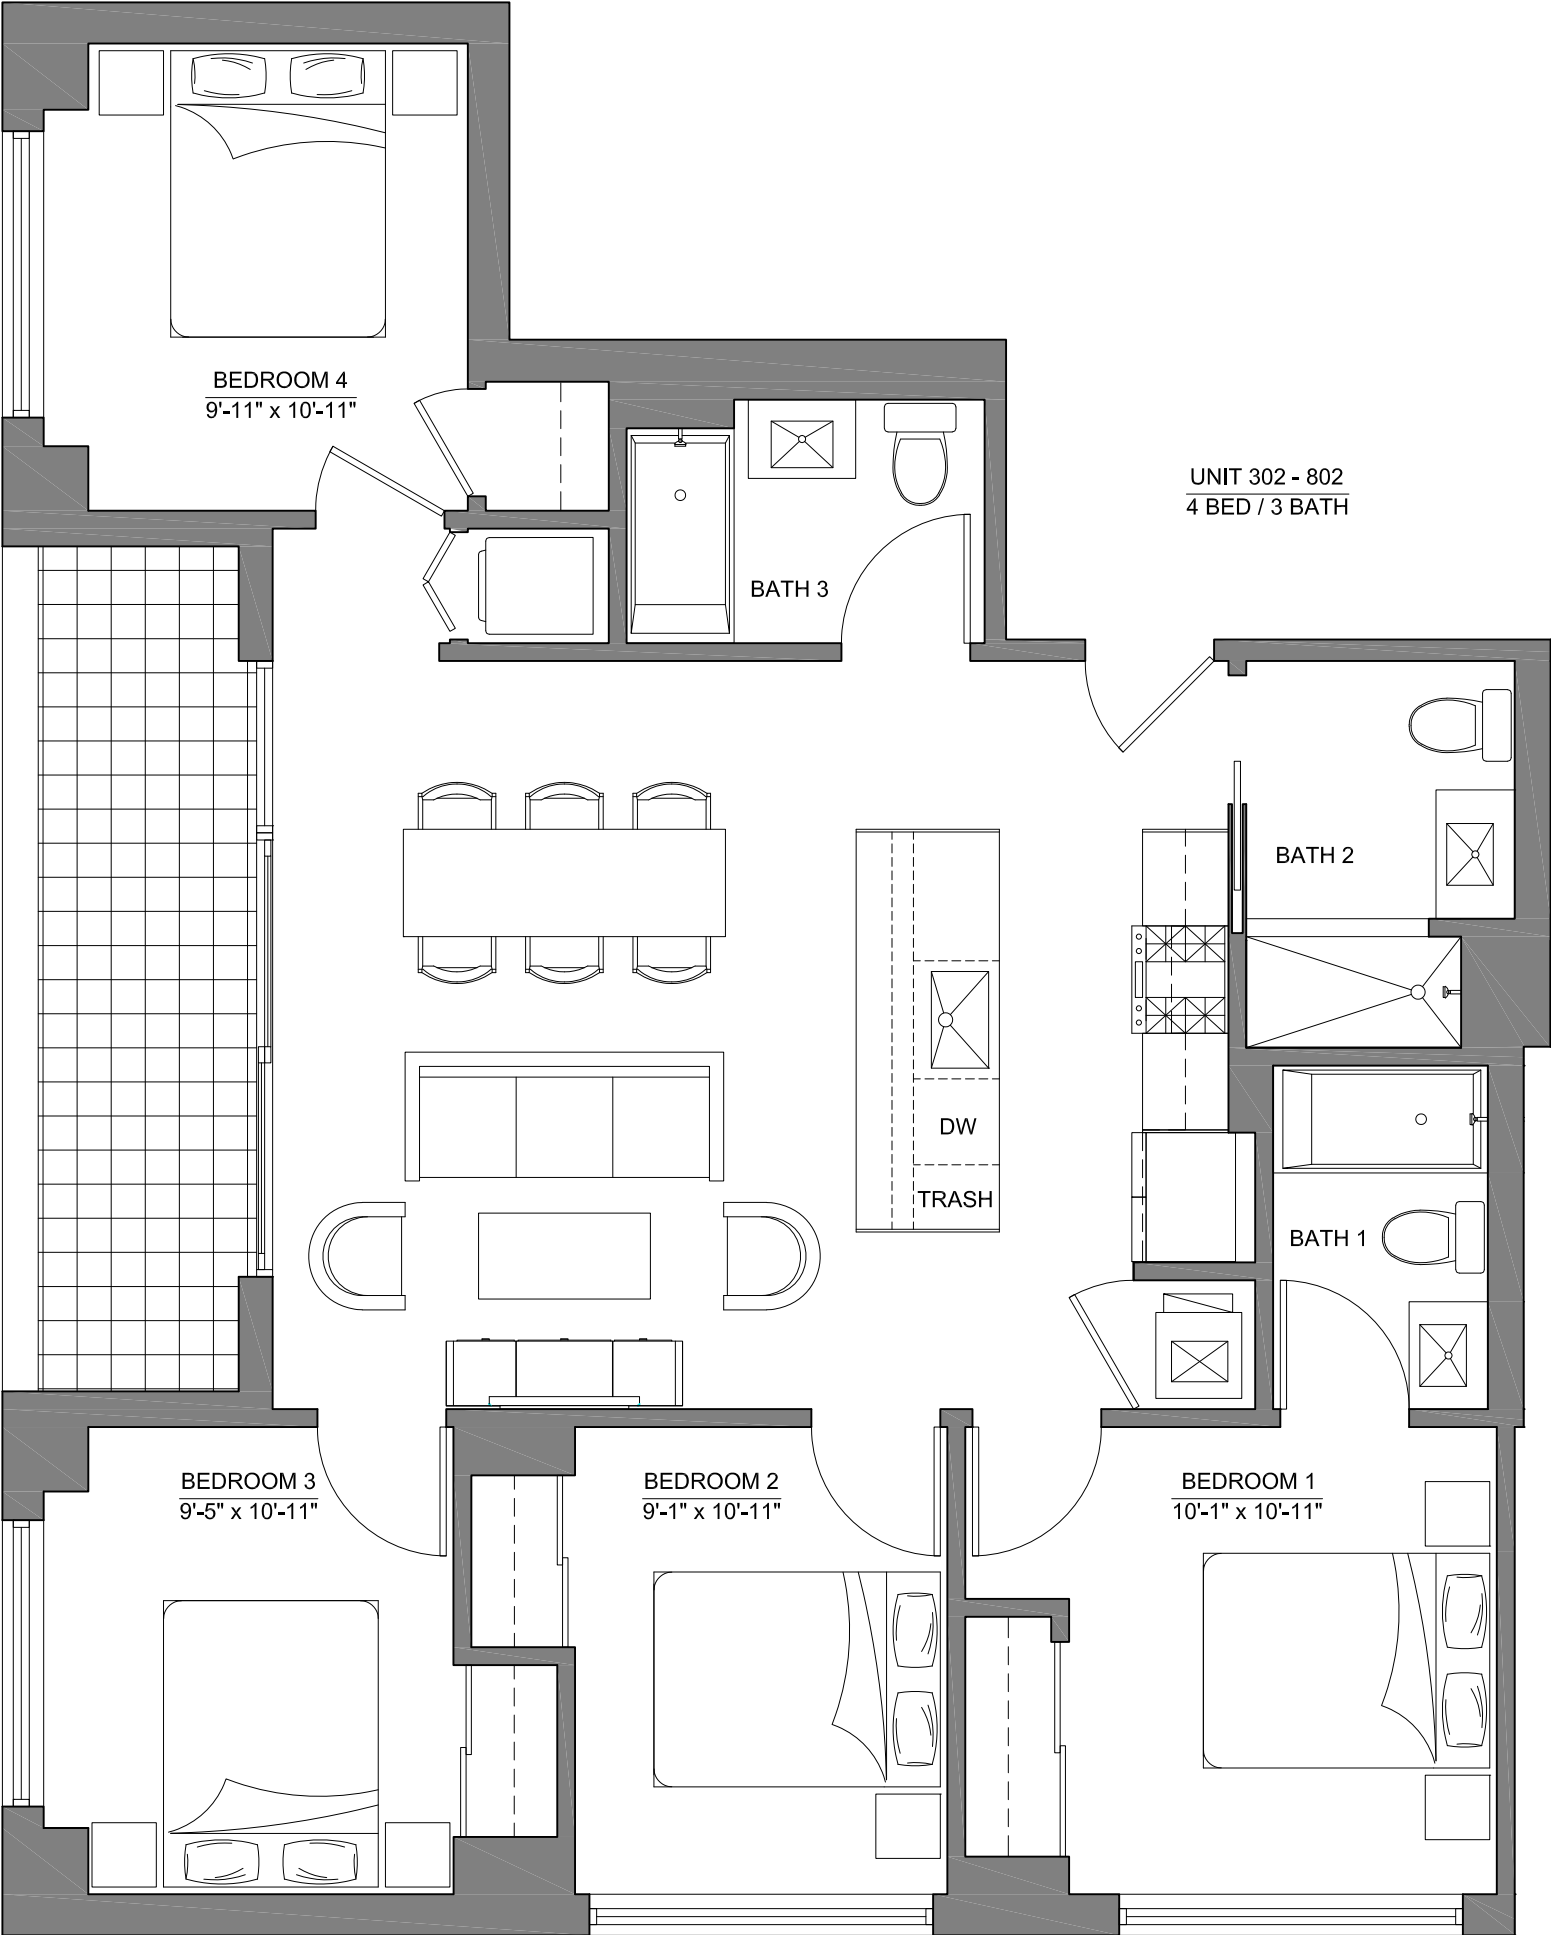 BEDROOM 4
9'-11" x 10'-11"
UNIT 302 - 802
4 BED / 3 BATH
BATH 3
BATH 2
DW
TRASH
BATH 1
BEDROOM 3
9'-5" x 10'-11"
BEDROOM 2
9'-1" x 10'-11"
BEDROOM 1
10'-1" x 10'-11"